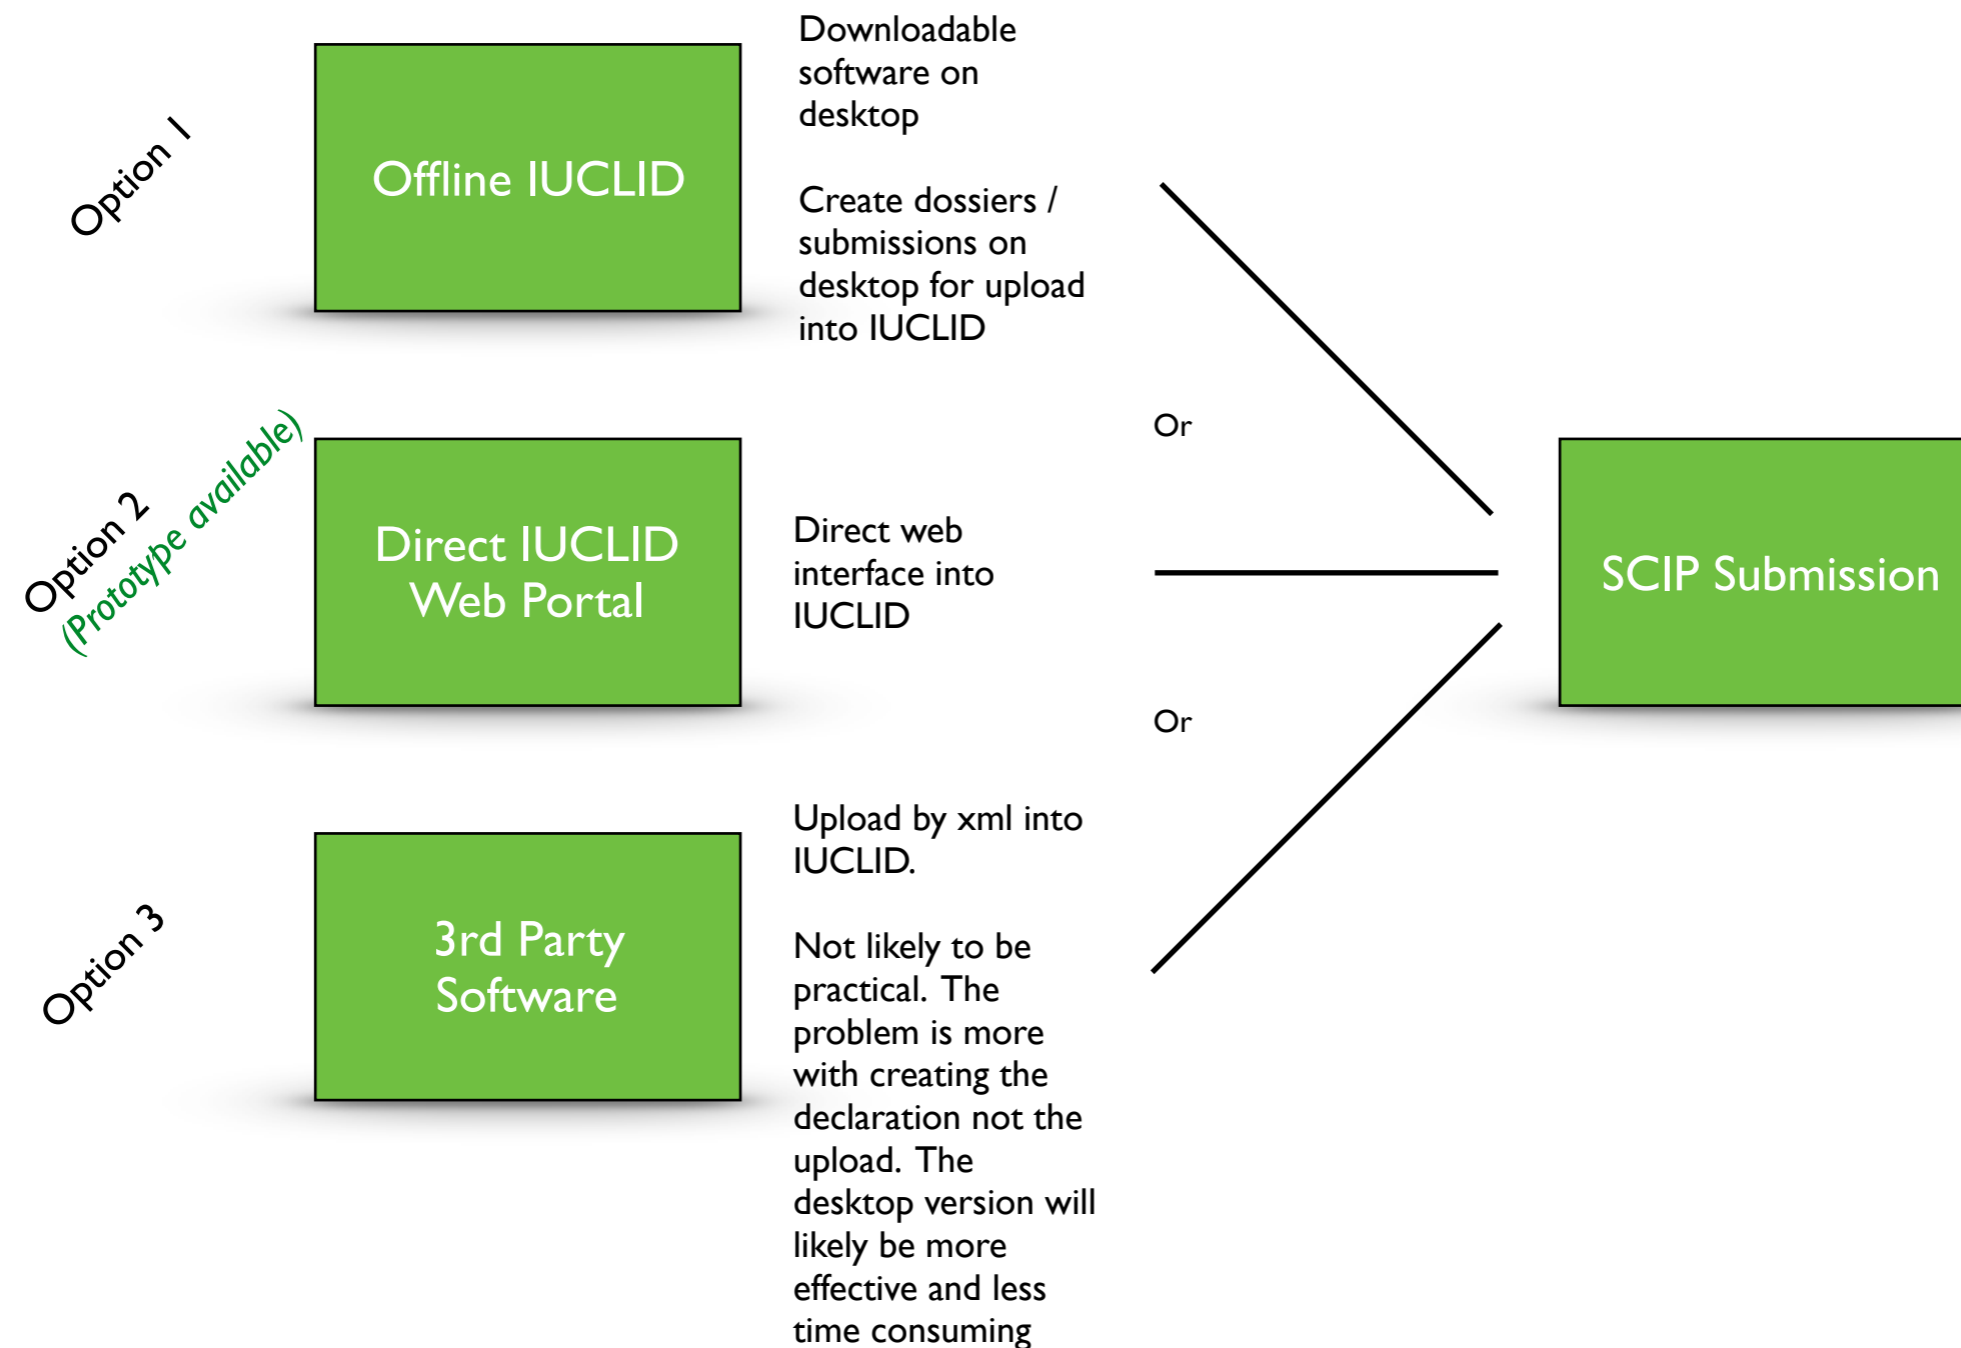 Option 1
Offline IUCLID
Downloadable
software on
desktop
Create dossiers /
submissions on
desktop for upload
into IUCLID
Option 2
(Prototype available)
Direct IUCLID
Web Portal
Direct web
interface into
IUCLID
Or
Or
SCIP Submission
Option 3
3rd Party
Software
Upload by xml into
IUCLID.
Not likely to be
practical. The
problem is more
with creating the
declaration not the
upload. The
desktop version will
likely be more
effective and less
time consuming